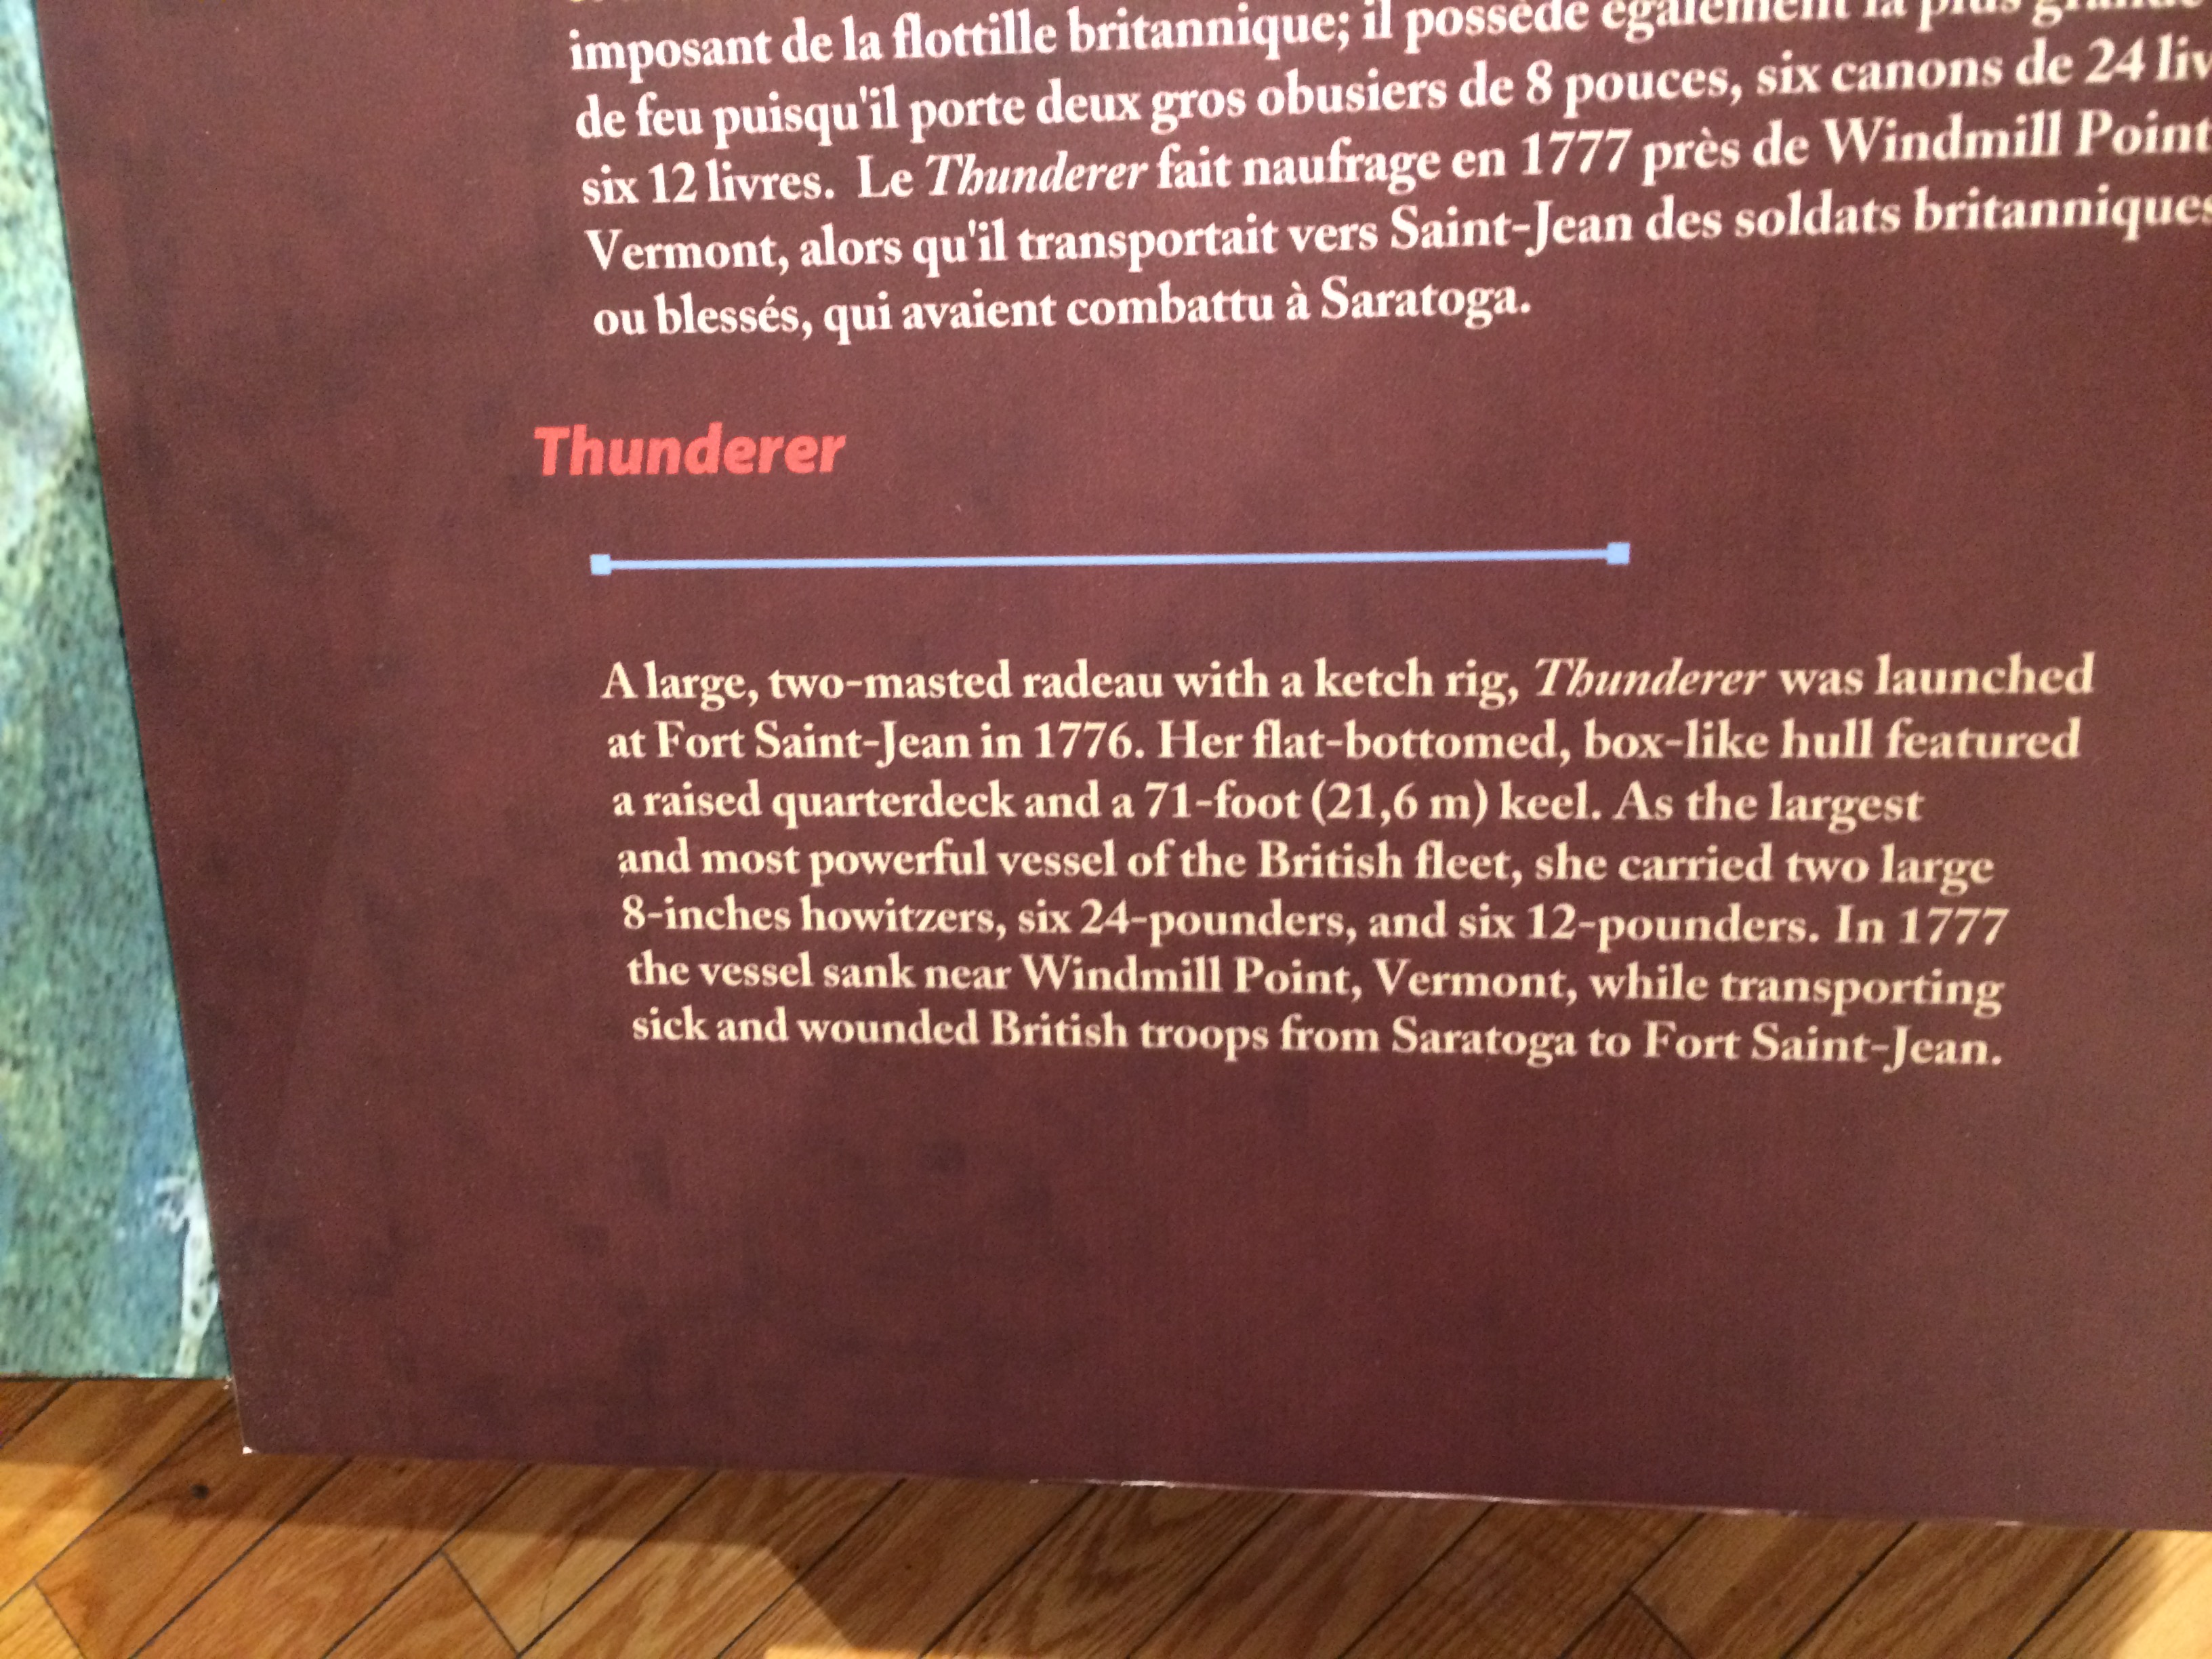 imposant de la flottille britannique; il possède également la plus
de feu puisqu'il porte deux gros obusiers de 8 pouces, six canons de 24
six 12 livres. Le Thunderer fait naufrage en 1777 près de Windmill Point
Vermont, alors qu'il transportait vers Saint-Jean des soldats britanniques
ou blessés, qui avaient combattu à Saratoga.
Thunderer
A large, two-masted radeau with a ketch rig, Thunderer was launched
at Fort Saint-Jean in 1776. Her flat-bottomed, box-like hull featured
a raised quarterdeck and a 71-foot (21,6 m) keel. As the largest
and most powerful vessel of the British fleet, she carried two large
8-inches howitzers, six 24-pounders, and six 12-pounders. In 1777
the vessel sank near Windmill Point, Vermont, while transporting
sick and wounded British troops from Saratoga to Fort Saint-Jean.